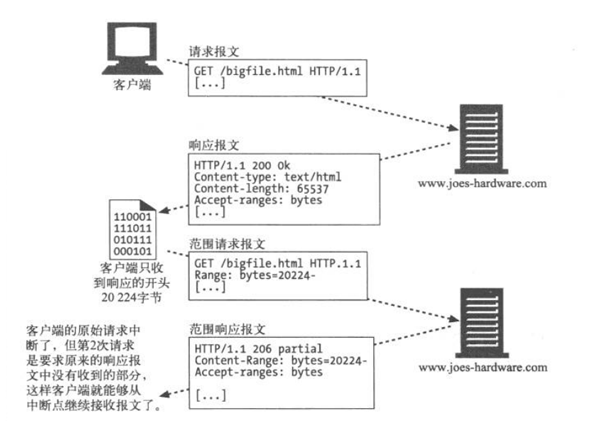 请求报文
GET /bigfile.html HTTP/1.1
[...]
客户端
www.joes-hardware.com
响应报文
HTTP/1.1 200 Ok
Content-type: text/html
Content-length: 65537
Accept-ranges: bytes
[...]
110001
111011
010111
000101
客户端只收
到响应的开头
20 224字节
范围请求报文
GET /bigfile.html HTTP.1.1
Range: bytes=20224-
[...]
www.joes-hardware.com
范围响应报文
HTTP/1.1 206 partial
Content-Range: bytes=20224-
Accept-ranges: bytes
[...]
客户端的原始请求中
断了，但第2次请求
是要求原来的响应报
文中没有收到的部分，
这样客户端就能够从
中断点继续接收报文了。